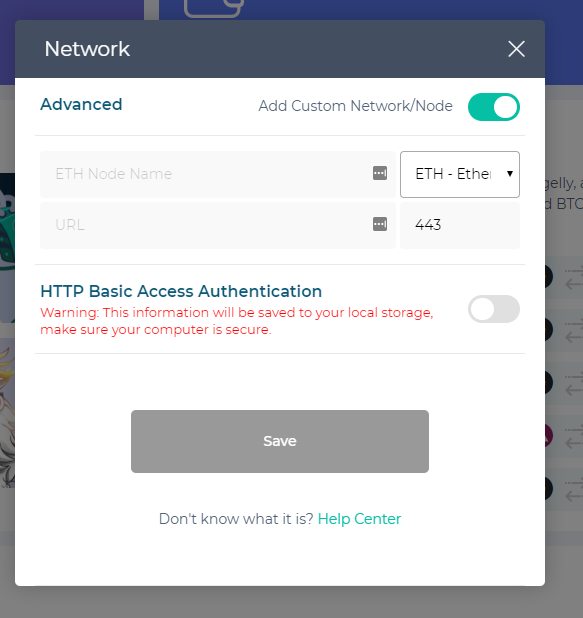 Network
Advanced
Add Custom Network/Node
ETH Node Name
ETH - Ether
URL
443
gelly, a
d BTC
HTTP Basic Access Authentication
Warning: This information will be saved to your local storage,
make sure your computer is secure.
Save
Don't know what it is? Help Center